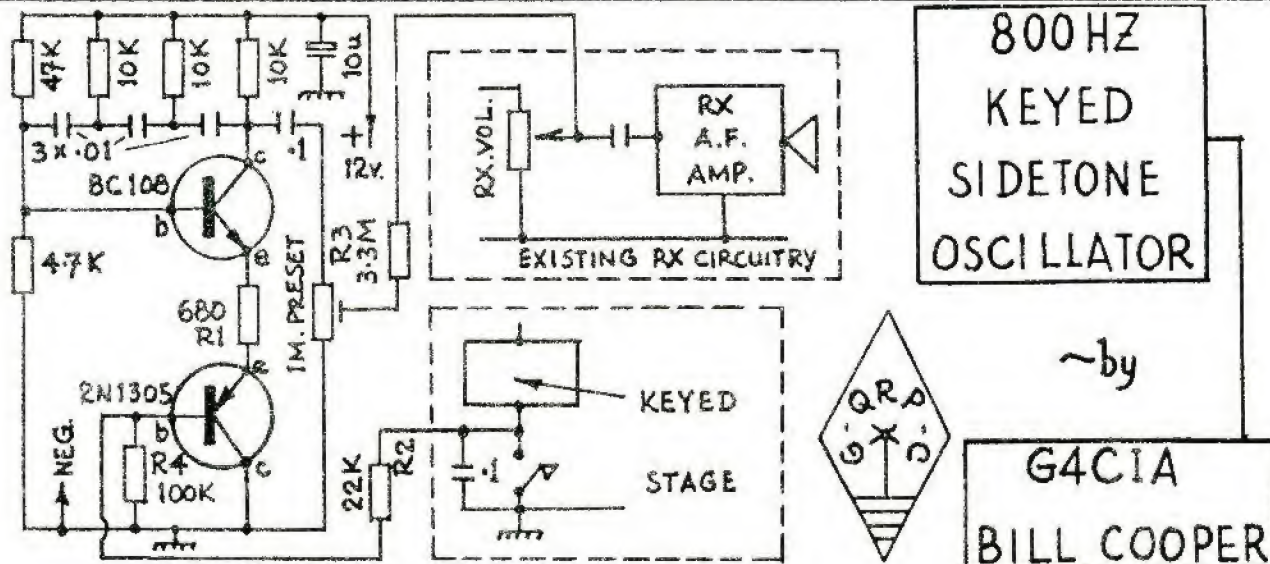 47K
10K
10K
10K
10u
3 x .01
.1
+
12v.
BC108
c
b
e
4.7K
680
R1
1M. PRESET
R3
3.3M
2N1305
e
b
c
R4
100K
NEG.
22K
R2
RX. VOL.
RX
A.F.
AMP.
EXISTING RX CIRCUITRY
KEYED
STAGE
.1
G·QRP·C·
800HZ
KEYED
SIDETONE
OSCILLATOR
~by
G4CIA
BILL COOPER